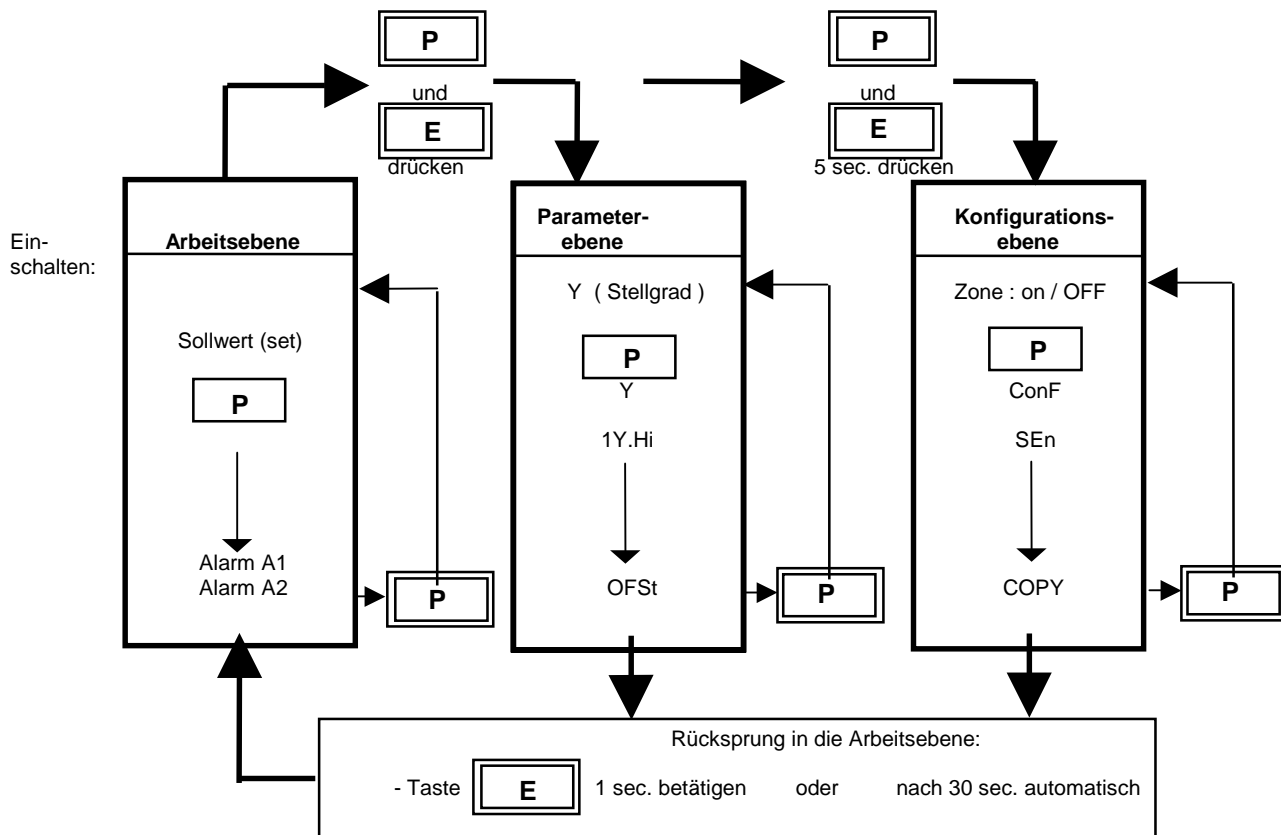 P
und
E
drücken
P
und
E
5 sec. drücken
Ein-
schalten:
Arbeitsebene
Sollwert (set)
P
Alarm A1
Alarm A2
P
Parameter-
ebene
Y ( Stellgrad )
P
Y
1Y.Hi
OFSt
P
Konfigurations-
ebene
Zone : on / OFF
P
ConF
SEn
COPY
P
Rücksprung in die Arbeitsebene:
- Taste E 1 sec. betätigen oder nach 30 sec. automatisch